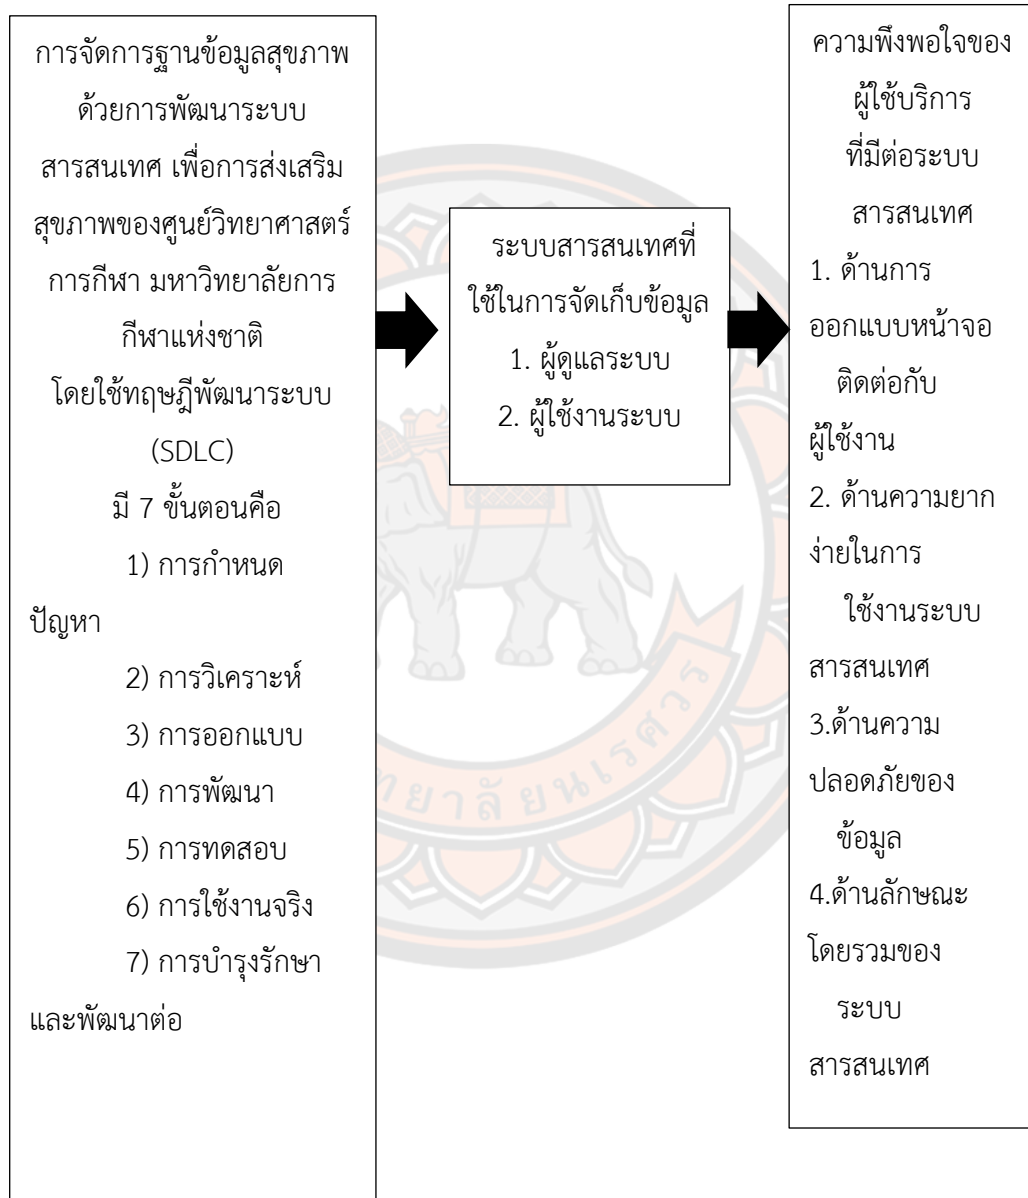 การจัดการฐานข้อมูลสุขภาพ
ด้วยการพัฒนาระบบ
สารสนเทศ เพื่อการส่งเสริม
สุขภาพของศูนย์วิทยาศาสตร์
การกีฬา มหาวิทยาลัยการ
กีฬาแห่งชาติ
โดยใช้ทฤษฎีพัฒนาระบบ
(SDLC)
มี 7 ขั้นตอนคือ
1) การกำหนด
ปัญหา
2) การวิเคราะห์
3) การออกแบบ
4) การพัฒนา
5) การทดสอบ
6) การใช้งานจริง
7) การบำรุงรักษา
และพัฒนาต่อ
ระบบสารสนเทศที่
ใช้ในการจัดเก็บข้อมูล
1. ผู้ดูแลระบบ
2. ผู้ใช้งานระบบ
ความพึงพอใจของ
ผู้ใช้บริการ
ที่มีต่อระบบ
สารสนเทศ
1. ด้านการ
ออกแบบหน้าจอ
ติดต่อกับ
ผู้ใช้งาน
2. ด้านความยาก
ง่ายในการ
ใช้งานระบบ
สารสนเทศ
3.ด้านความ
ปลอดภัยของ
ข้อมูล
4.ด้านลักษณะ
โดยรวมของ
ระบบ
สารสนเทศ
ทยาลัยนเรศวร